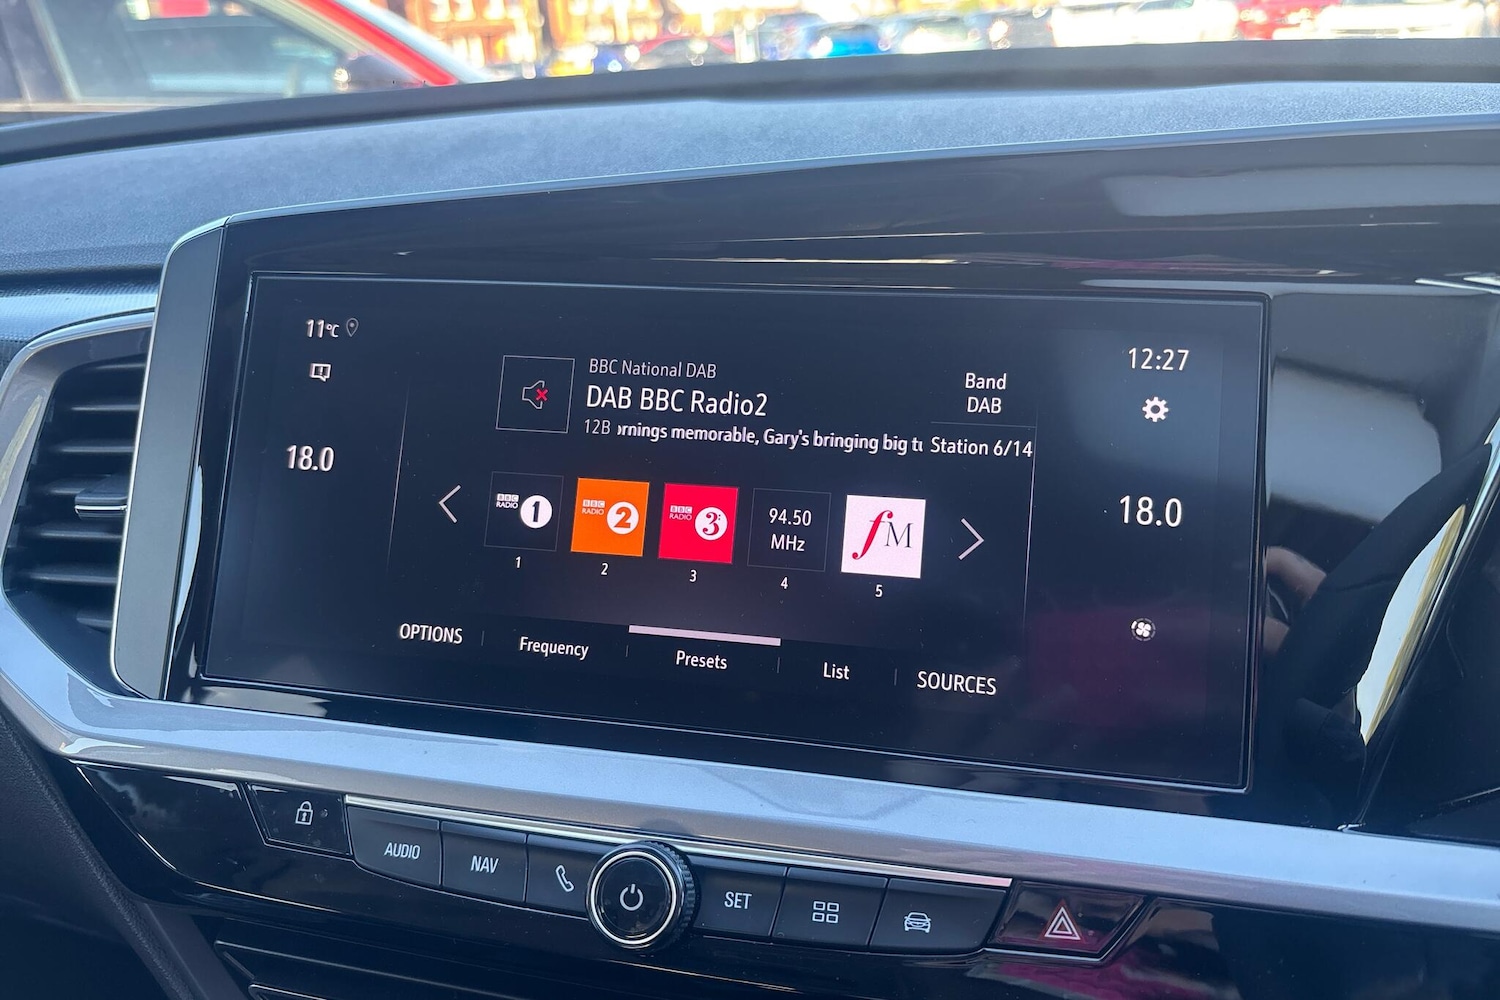 11°C
12:27
BBC National DAB
DAB BBC Radio2
12B ornings memorable, Gary's bringing big tu
Band
DAB
Station 6/14
18.0
18.0
BBC
RADIO 1
BBC
RADIO 2
BBC
RADIO 3
94.50
MHz
fM
1
2
3
4
5
OPTIONS
Frequency
Presets
List
SOURCES
AUDIO
NAV
SET